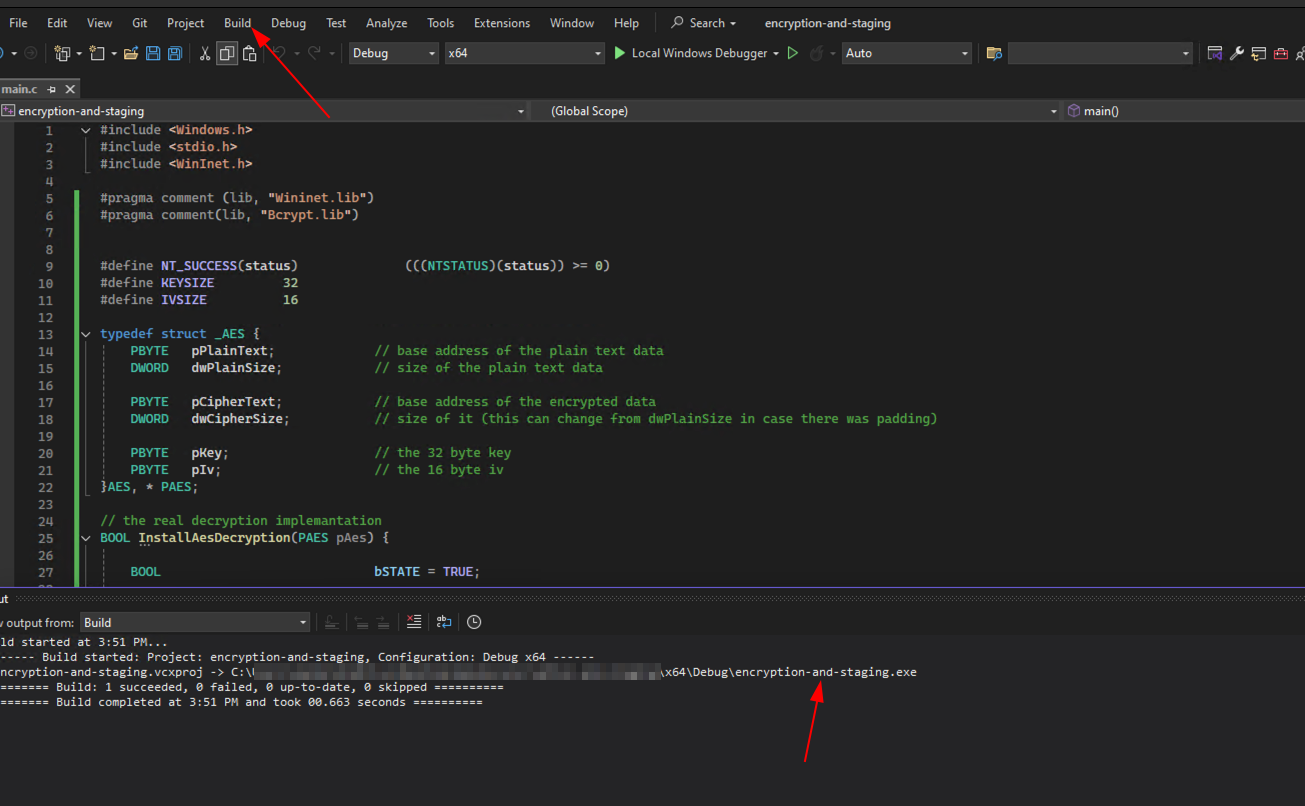 File Edit View Git Project Build Debug Test Analyze Tools Extensions Window Help Search encryption-and-staging
Debug x64 Local Windows Debugger Auto
main.c
encryption-and-staging (Global Scope) main()
1 #include <Windows.h>
2 #include <stdio.h>
3 #include <WinInet.h>
4
5 #pragma comment (lib, "Wininet.lib")
6 #pragma comment(lib, "Bcrypt.lib")
7
8
9 #define NT_SUCCESS(status) (((NTSTATUS)(status)) >= 0)
10 #define KEYSIZE 32
11 #define IVSIZE 16
12
13 typedef struct _AES {
14 PBYTE pPlainText; // base address of the plain text data
15 DWORD dwPlainSize; // size of the plain text data
16
17 PBYTE pCipherText; // base address of the encrypted data
18 DWORD dwCipherSize; // size of it (this can change from dwPlainSize in case there was padding)
19
20 PBYTE pKey; // the 32 byte key
21 PBYTE pIv; // the 16 byte iv
22 }AES, * PAES;
23
24 // the real decryption implemantation
25 BOOL InstallAesDecryption(PAES pAes) {
26
27 BOOL bSTATE = TRUE;
ut
w output from: Build
ld started at 3:51 PM...
----- Build started: Project: encryption-and-staging, Configuration: Debug x64 ------
ncryption-and-staging.vcxproj -> C:\ \x64\Debug\encryption-and-staging.exe
======= Build: 1 succeeded, 0 failed, 0 up-to-date, 0 skipped ==========
======= Build completed at 3:51 PM and took 00.663 seconds ==========